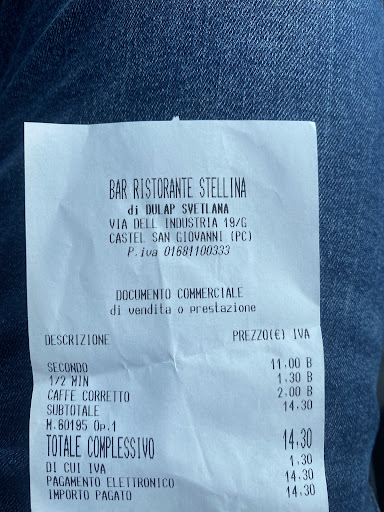 BAR RISTORANTE STELLINA
di DULAP SVETLANA
VIA DELL INDUSTRIA 19/G
CASTEL SAN GIOVANNI (PC)
P.iva 01681100333
DOCUMENTO COMMERCIALE
di vendita o prestazione
DESCRIZIONE PREZZO(€) IVA
SECONDO 11.00 B
1/2 MIN 1.30 B
CAFFE CORRETTO 2.00 B
SUBTOTALE 14.30
M.60195 Op.1
TOTALE COMPLESSIVO 14.30
DI CUI IVA 1.30
PAGAMENTO ELETTRONICO 14.30
IMPORTO PAGATO 14.30